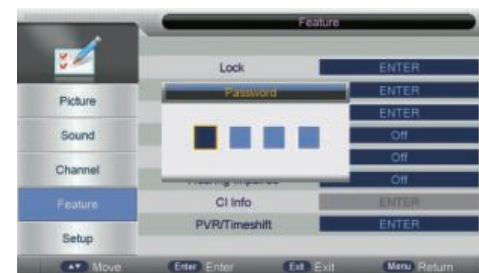 Feature
Lock ENTER
ENTER
Password
Picture
ENTER
Sound
Off
Off
Channel
Off
Feature
CI Info ENTER
PVR/Timeshift ENTER
Setup
Move Enter Enter Exit Exit Menu Return